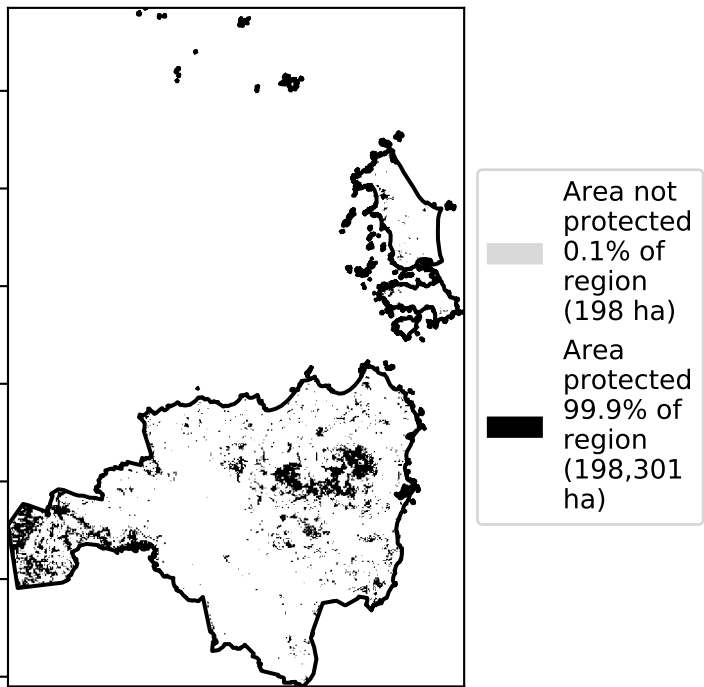 Area not
protected
0.1% of
region
(198 ha)
Area
protected
99.9% of
region
(198,301
ha)